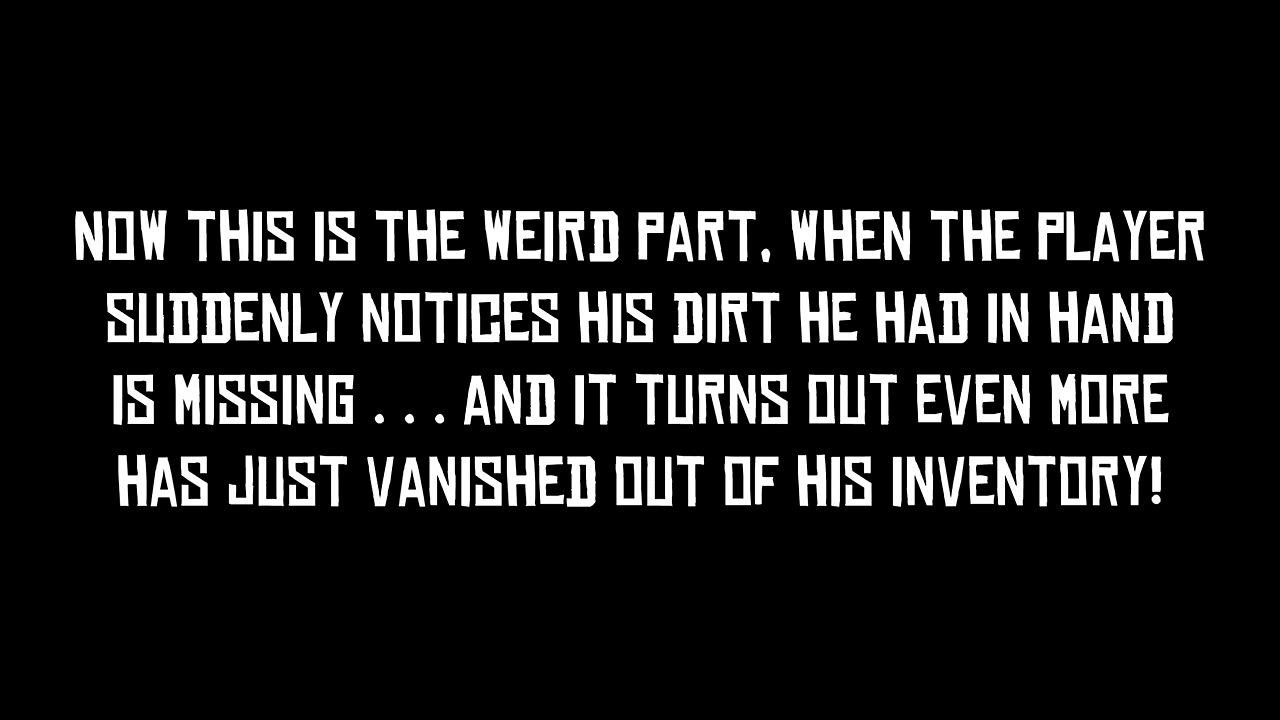 NOW THIS IS THE WEIRD PART, WHEN THE PLAYER
SUDDENLY NOTICES HIS DIRT HE HAD IN HAND
IS MISSING . . . AND IT TURNS OUT EVEN MORE
HAS JUST VANISHED OUT OF HIS INVENTORY!